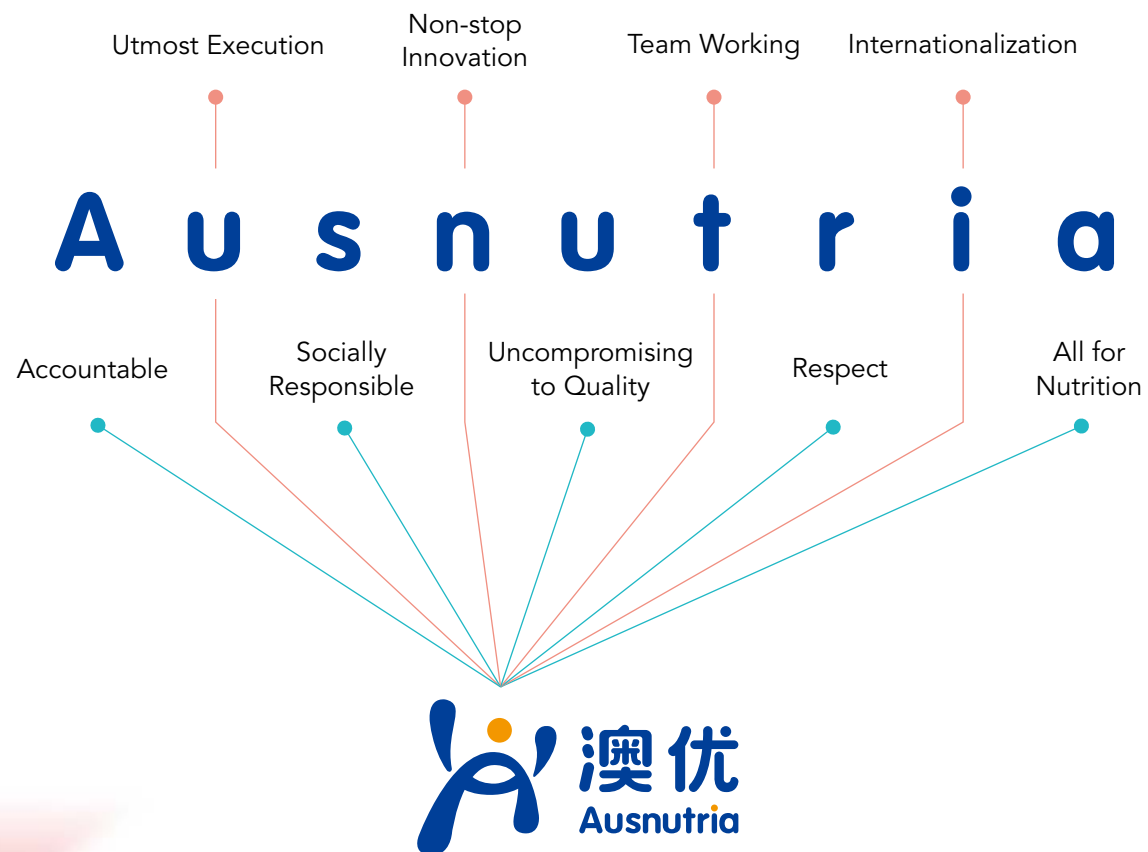 Utmost Execution
Non-stop
Innovation
Team Working
Internationalization
Ausnutria
Accountable
Socially
Responsible
Uncompromising
to Quality
Respect
All for
Nutrition
澳优
Ausnutria